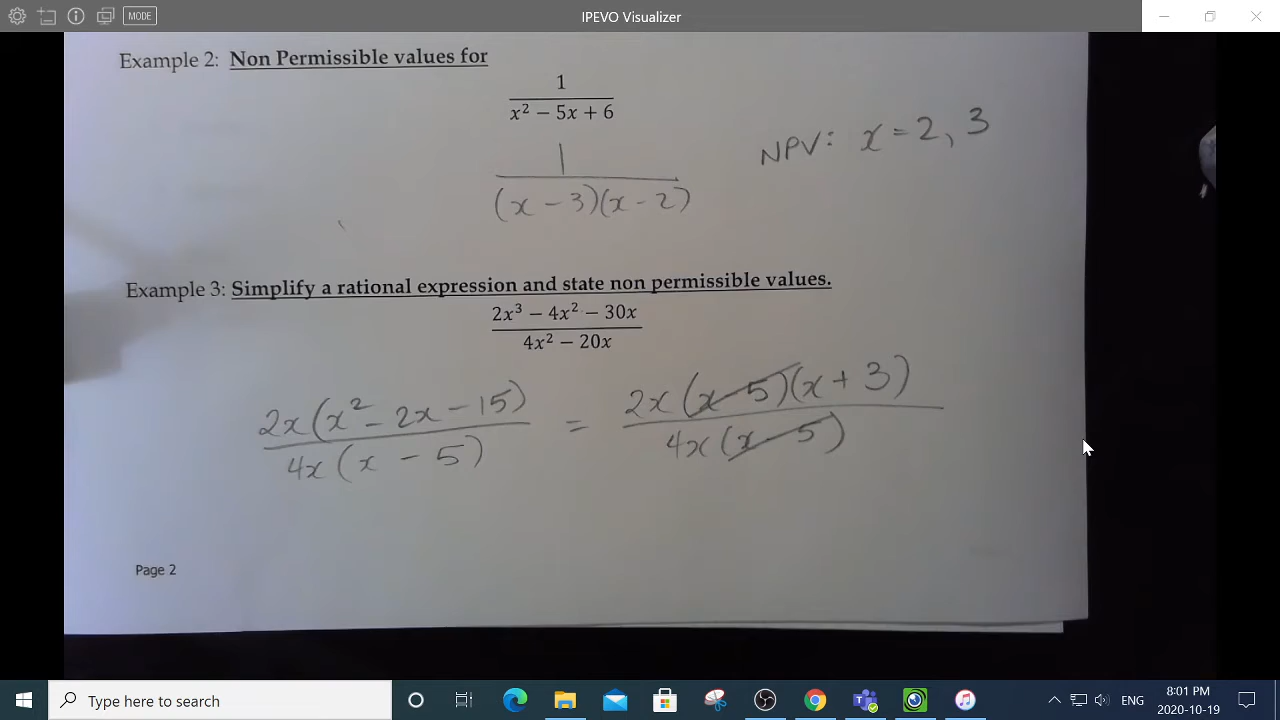 MODE
IPEVO Visualizer
Example 2: Non Permissible values for
1
x² − 5x + 6
1
(x − 3)(x − 2)
NPV: x = 2, 3
Example 3: Simplify a rational expression and state non permissible values.
2x³ − 4x² − 30x
4x² − 20x
2x(x² − 2x − 15) = 2x(x − 5)(x + 3)
4x(x − 5) 4x(x − 5)
Page 2
Type here to search
ENG
8:01 PM
2020-10-19